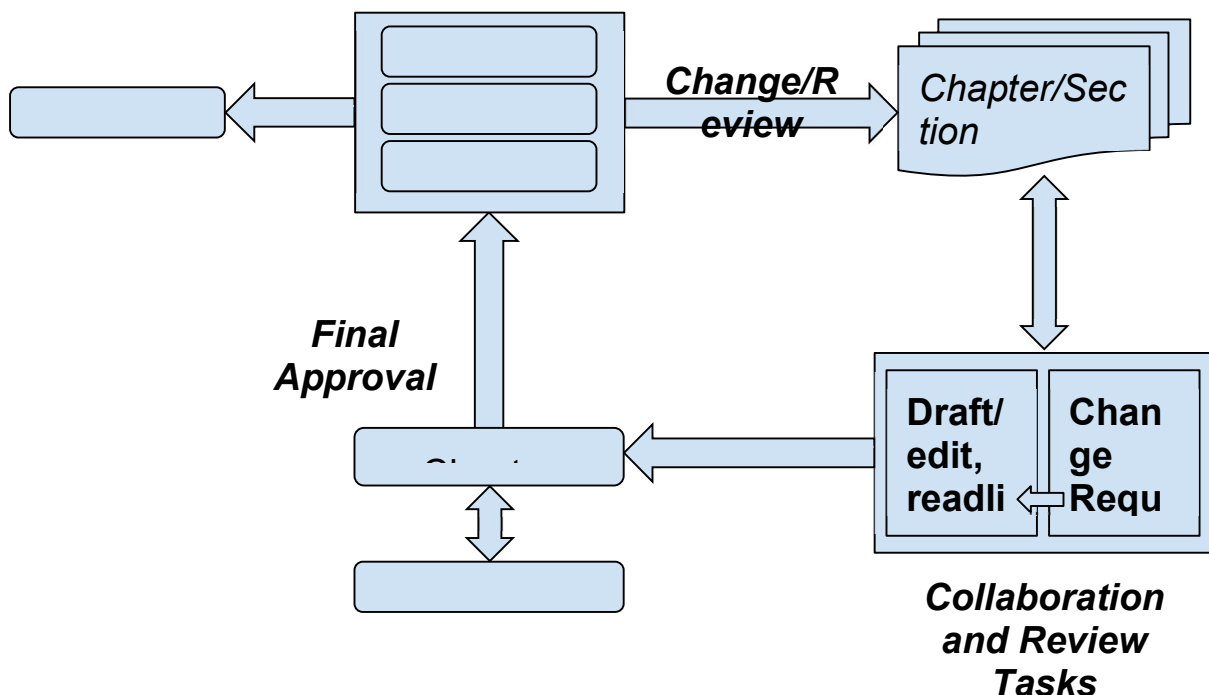 Change/R
eview
Chapter/Sec
tion
Final
Approval
Draft/
edit,
readli
Chan
ge
Requ
Collaboration
and Review
Tasks